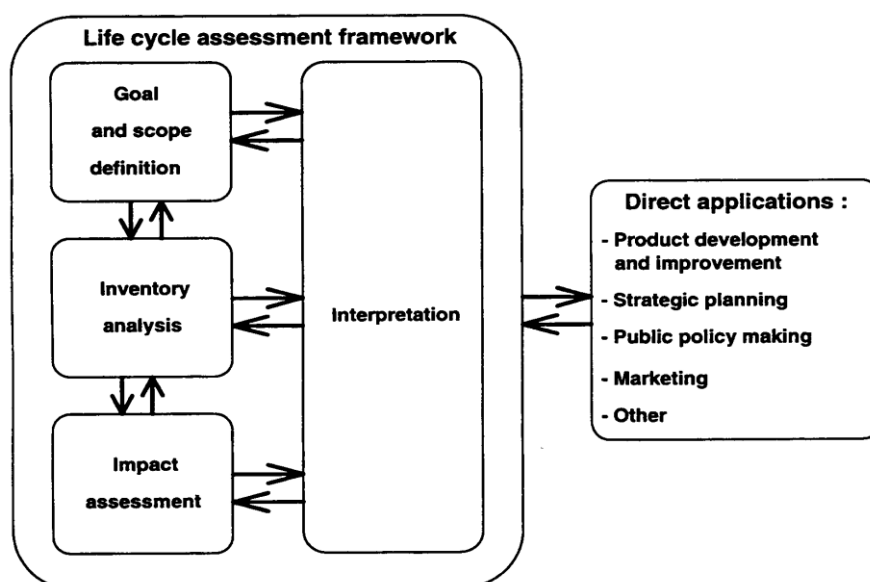 Life cycle assessment framework
Goal
and scope
definition
Inventory
analysis
Impact
assessment
Interpretation
Direct applications :
- Product development
and improvement
- Strategic planning
- Public policy making
- Marketing
- Other